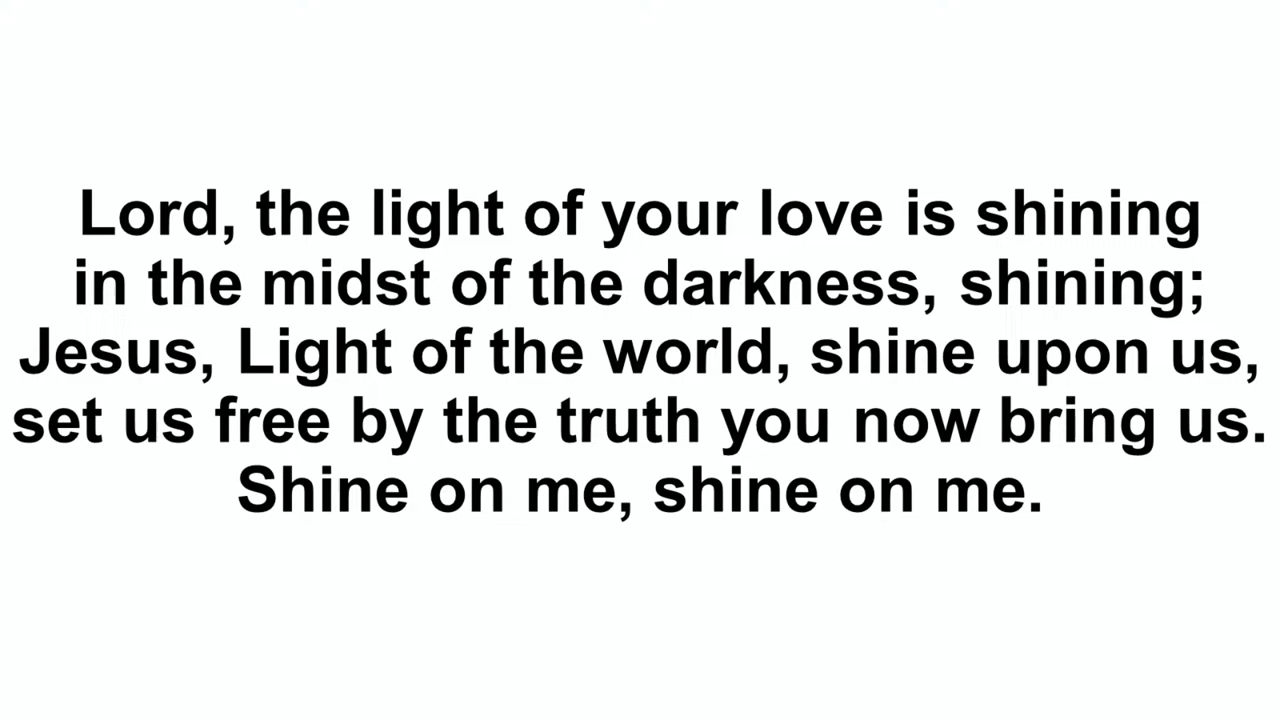 Lord, the light of your love is shining
in the midst of the darkness, shining;
Jesus, Light of the world, shine upon us,
set us free by the truth you now bring us.
Shine on me, shine on me.